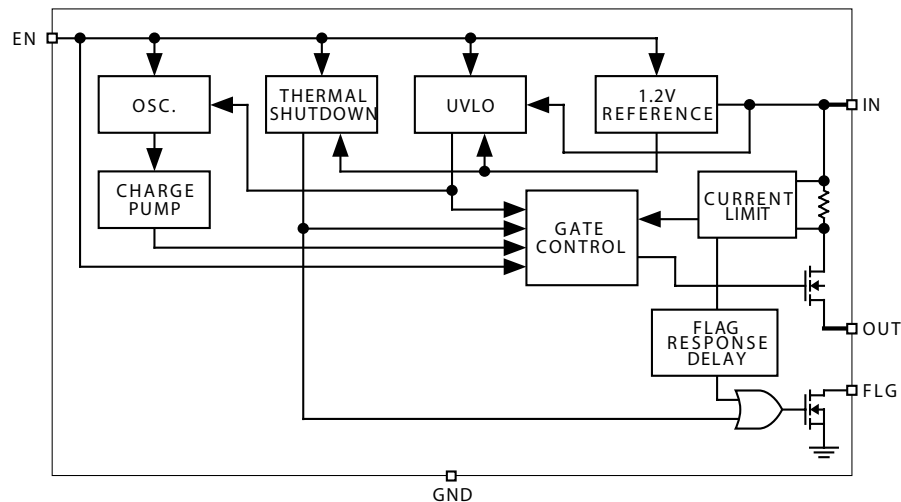 EN
OSC.
THERMAL
SHUTDOWN
UVLO
1.2V
REFERENCE
IN
CHARGE
PUMP
GATE
CONTROL
CURRENT
LIMIT
OUT
FLAG
RESPONSE
DELAY
FLG
GND